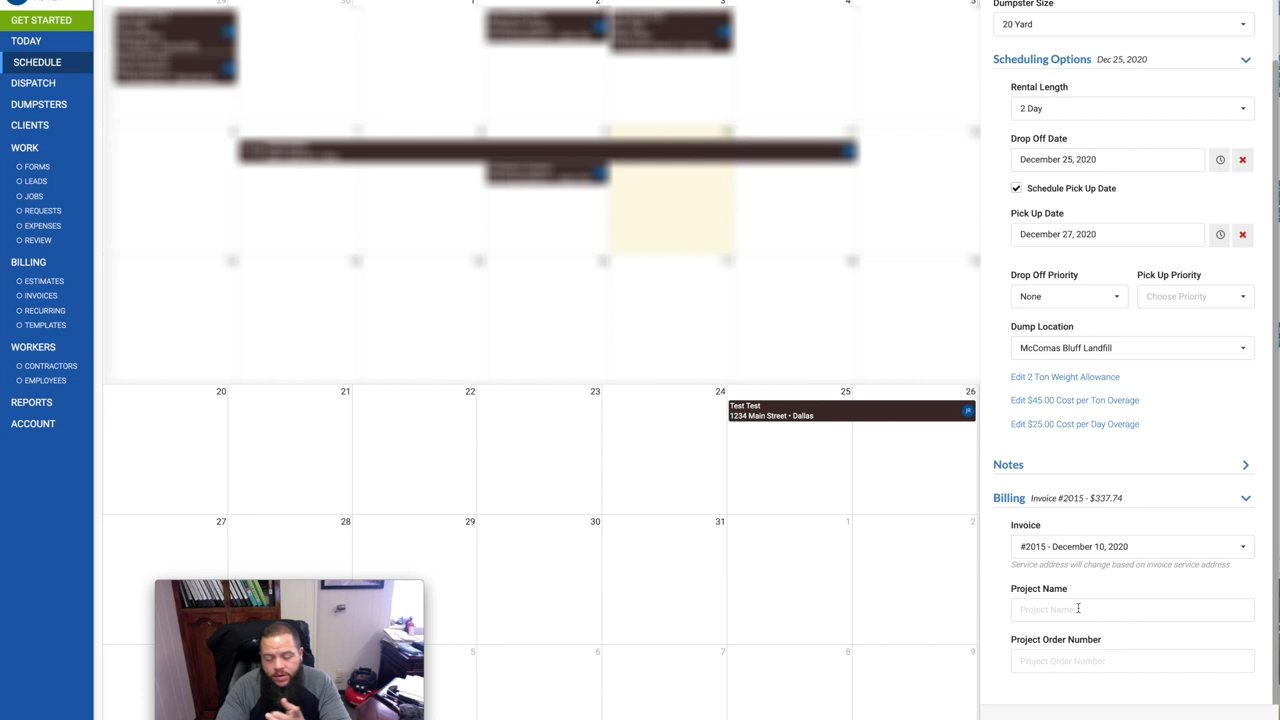 GET STARTED
TODAY
SCHEDULE
DISPATCH
DUMPSTERS
CLIENTS
WORK
FORMS
LEADS
JOBS
REQUESTS
EXPENSES
REVIEW
BILLING
ESTIMATES
INVOICES
RECURRING
TEMPLATES
WORKERS
CONTRACTORS
EMPLOYEES
REPORTS
ACCOUNT
20 21 22 23 24 25 26
Test Test
1234 Main Street • Dallas
27 28 29 30 31 1 2
5 6 7 8 9
Dumpster Size
20 Yard
Scheduling Options Dec 25, 2020
Rental Length
2 Day
Drop Off Date
December 25, 2020
Schedule Pick Up Date
Pick Up Date
December 27, 2020
Drop Off Priority Pick Up Priority
None Choose Priority
Dump Location
McComas Bluff Landfill
Edit 2 Ton Weight Allowance
Edit $45.00 Cost per Ton Overage
Edit $25.00 Cost per Day Overage
Notes
Billing Invoice #2015 - $337.74
Invoice
#2015 - December 10, 2020
Service address will change based on invoice service address.
Project Name
Project Name
Project Order Number
Project Order Number